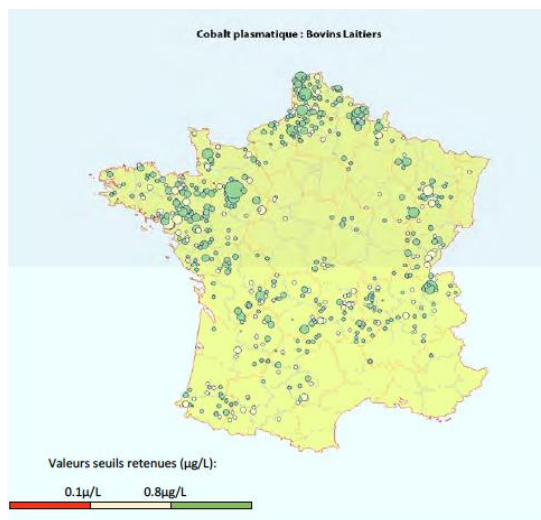 Cobalt plasmatique : Bovins Laitiers
Valeurs seuils retenues (µg/L):
0.1µ/L 0.8µg/L